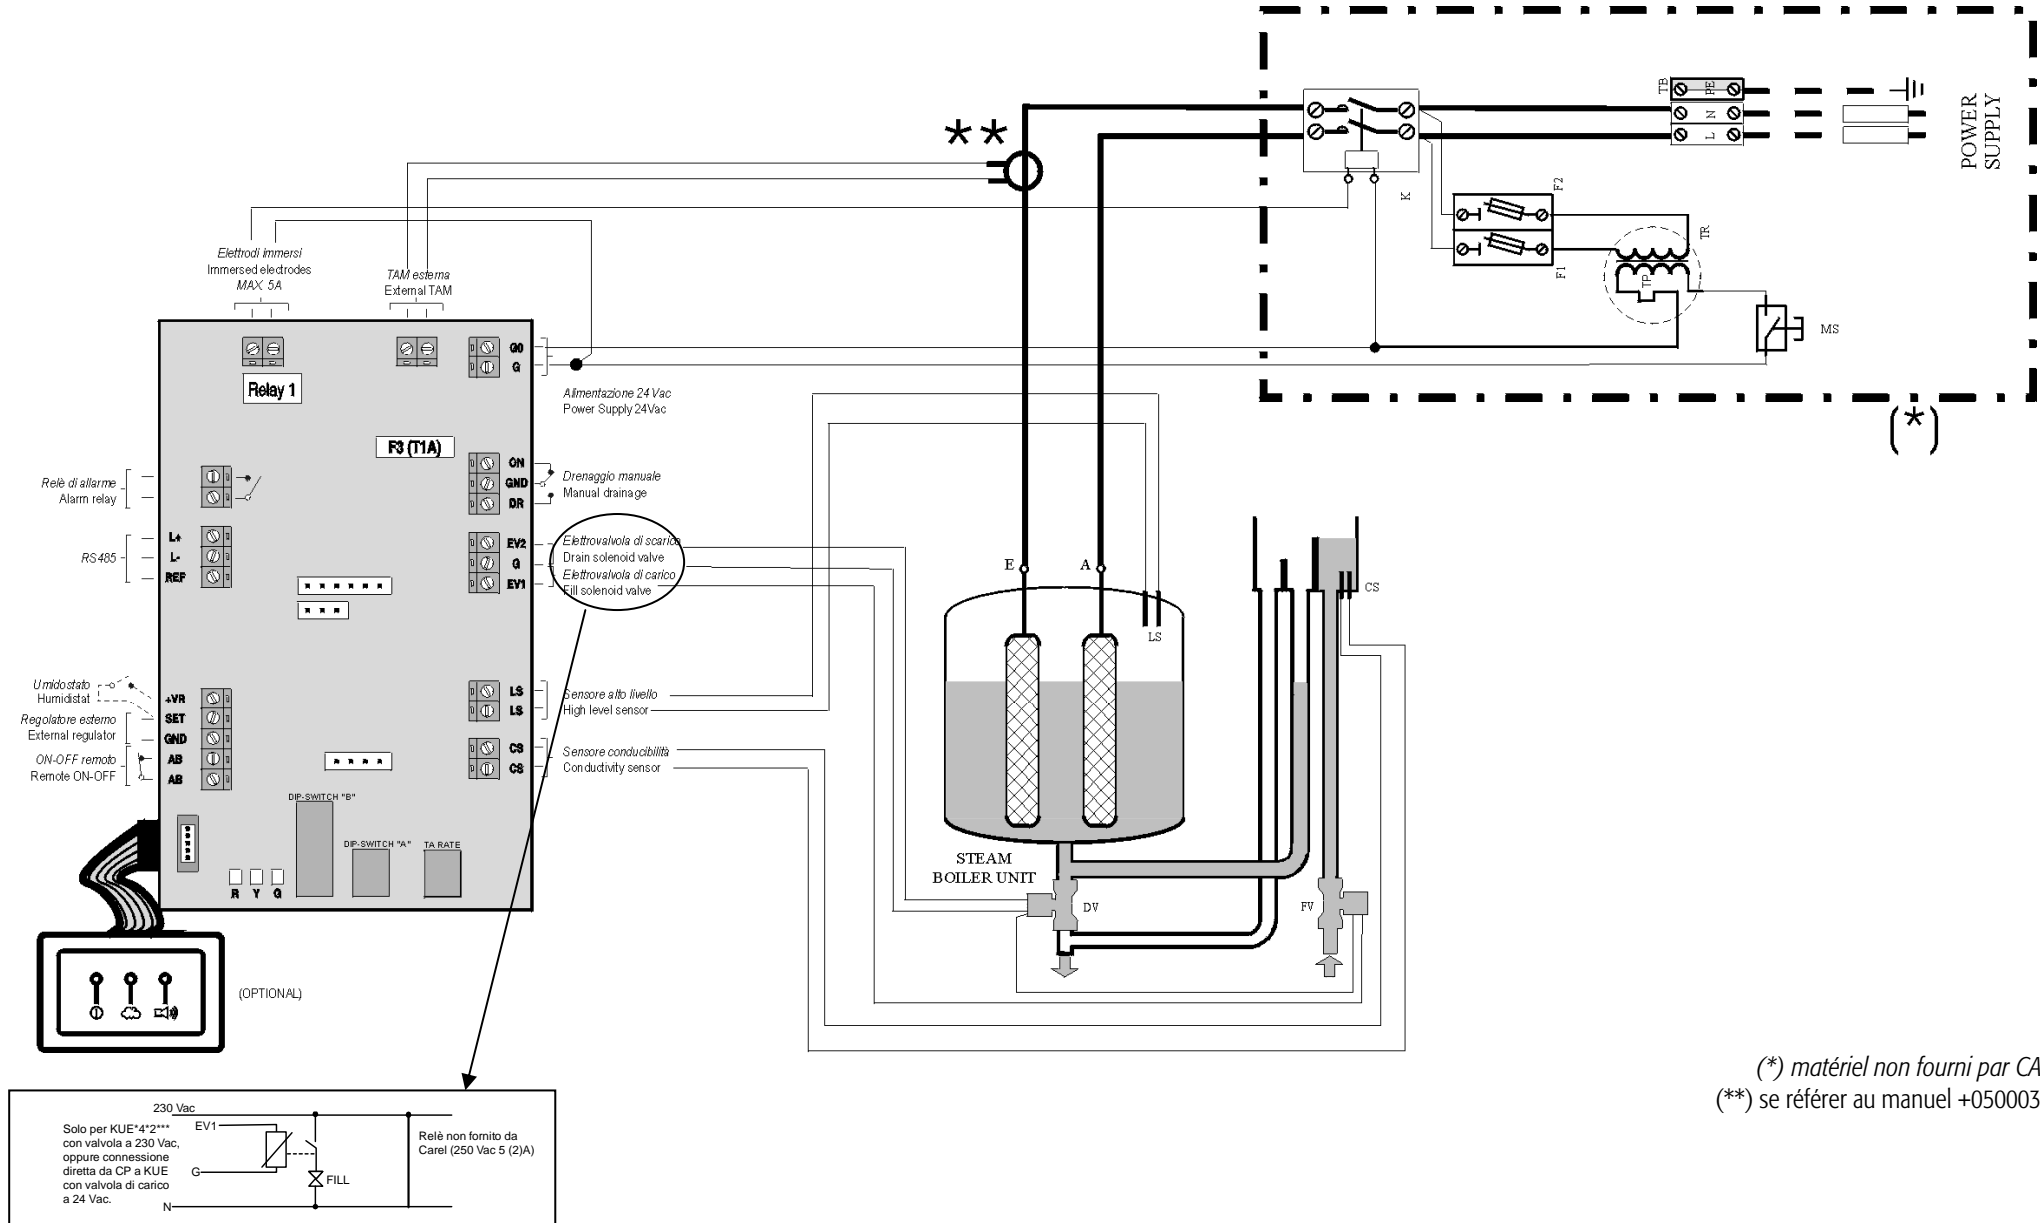 TB
PE
N
L
POWER
SUPPLY
**
K
F2
F1
TR
TP
MS
(*)
Elettrodi immersi
Immersed electrodes
MAX. 5A
TAM esterna
External TAM
Relay 1
G0
G
Alimentazione 24 Vac
Power Supply 24Vac
F3 (T1A)
ON
GND
DR
Drenaggio manuale
Manual drainage
Relè di allarme
Alarm relay
RS485
L+
L-
REF
EV2
G
EV1
Elettrovalvola di scarico
Drain solenoid valve
Elettrovalvola di carico
Fill solenoid valve
E
A
LS
CS
Umidostato
Humidistat
Regolatore esterno
External regulator
ON-OFF remoto
Remote ON-OFF
+VR
SET
GND
AB
AB
LS
LS
Sensore alto livello
High level sensor
CS
CS
Sensore conducibilità
Conductivity sensor
DIP-SWITCH "B"
DIP-SWITCH "A"
TA RATE
R Y G
STEAM
BOILER UNIT
DV
FV
(OPTIONAL)
(*) matériel non fourni par CA
(**) se référer au manuel +050003
230 Vac
EV1
G
N
FILL
Solo per KUE*4*2***
con valvola a 230 Vac,
oppure connessione
diretta da CP a KUE
con valvola di carico
a 24 Vac.
Relè non fornito da
Carel (250 Vac 5 (2)A)